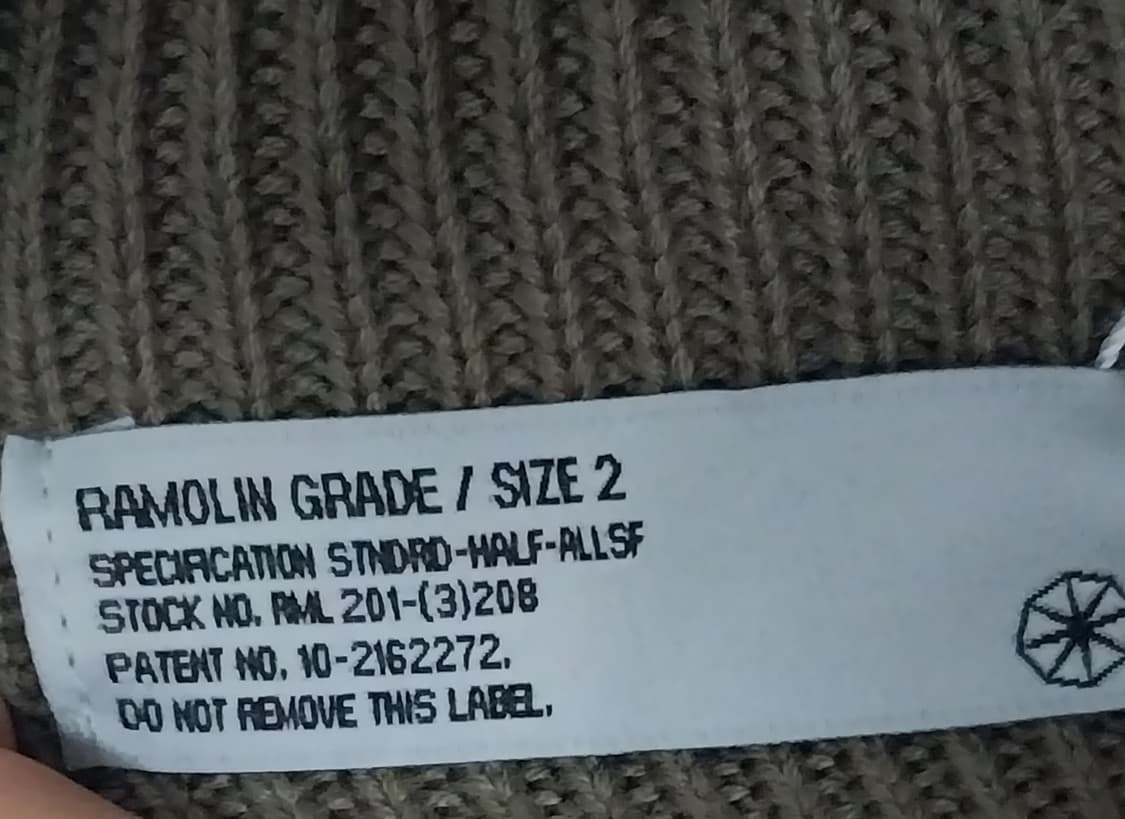 RAMOLIN GRADE / SIZE 2
SPECIFICATION STNDRD-HALF-ALLSF
STOCK NO. RML 201-(3)208
PATENT NO. 10-2162272.
DO NOT REMOVE THIS LABEL.